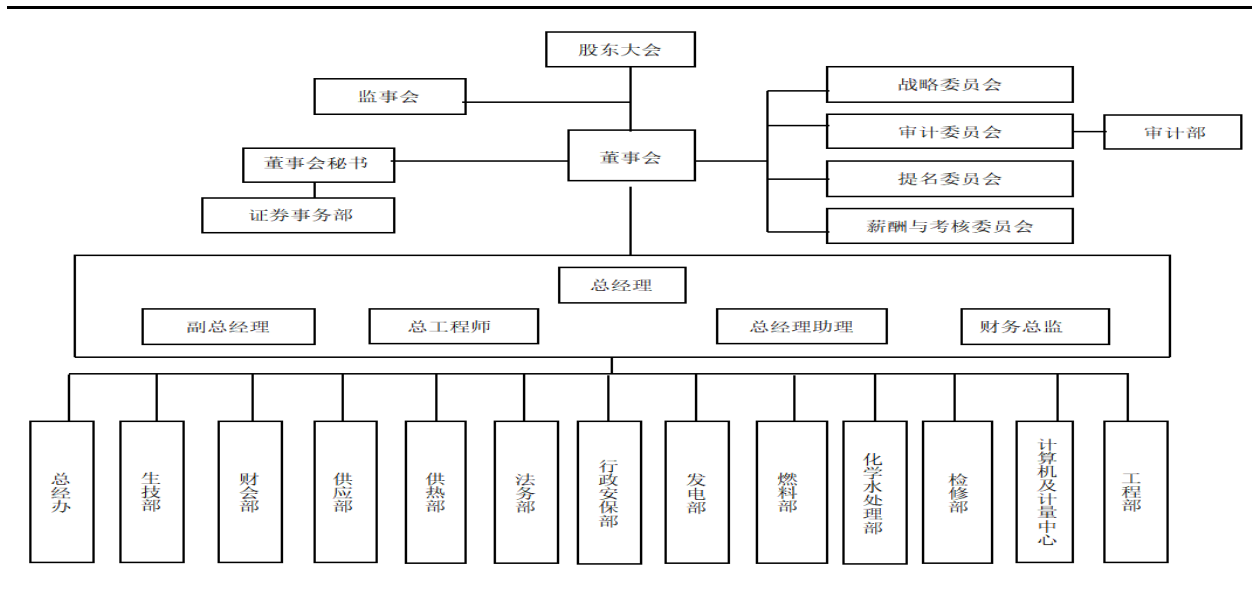 股东大会
监事会
战略委员会
审计委员会
审计部
董事会
董事会秘书
提名委员会
证券事务部
薪酬与考核委员会
总经理
副总经理
总工程师
总经理助理
财务总监
总经办
生技部
财会部
供应部
供热部
法务部
行政安保部
发电部
燃料部
化学水处理部
检修部
计算机及计量中心
工程部